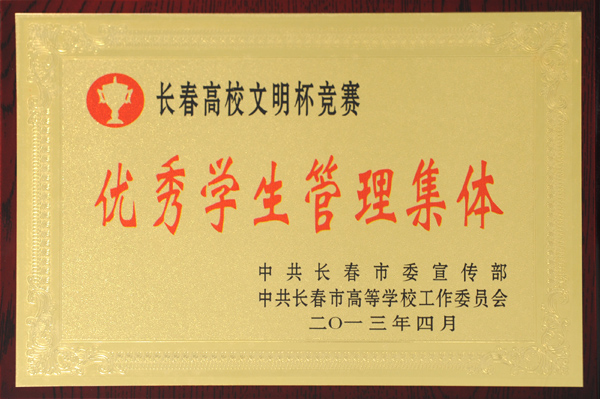 长春高校文明杯竞赛
优秀学生管理集体
中共长春市委宣传部
中共长春市高等学校工作委员会
二〇一三年四月